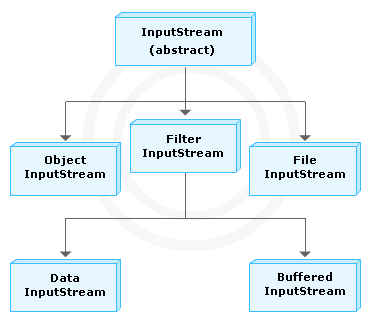 InputStream
(abstract)
Object
InputStream
Filter
InputStream
File
InputStream
Data
InputStream
Buffered
InputStream